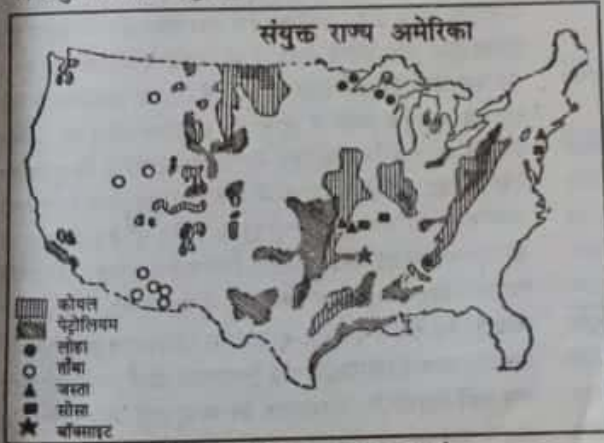 संयुक्त राज्य अमेरिका
कोयला
पेट्रोलियम
लोहा
ताँबा
जस्ता
सीसा
बॉक्साइट